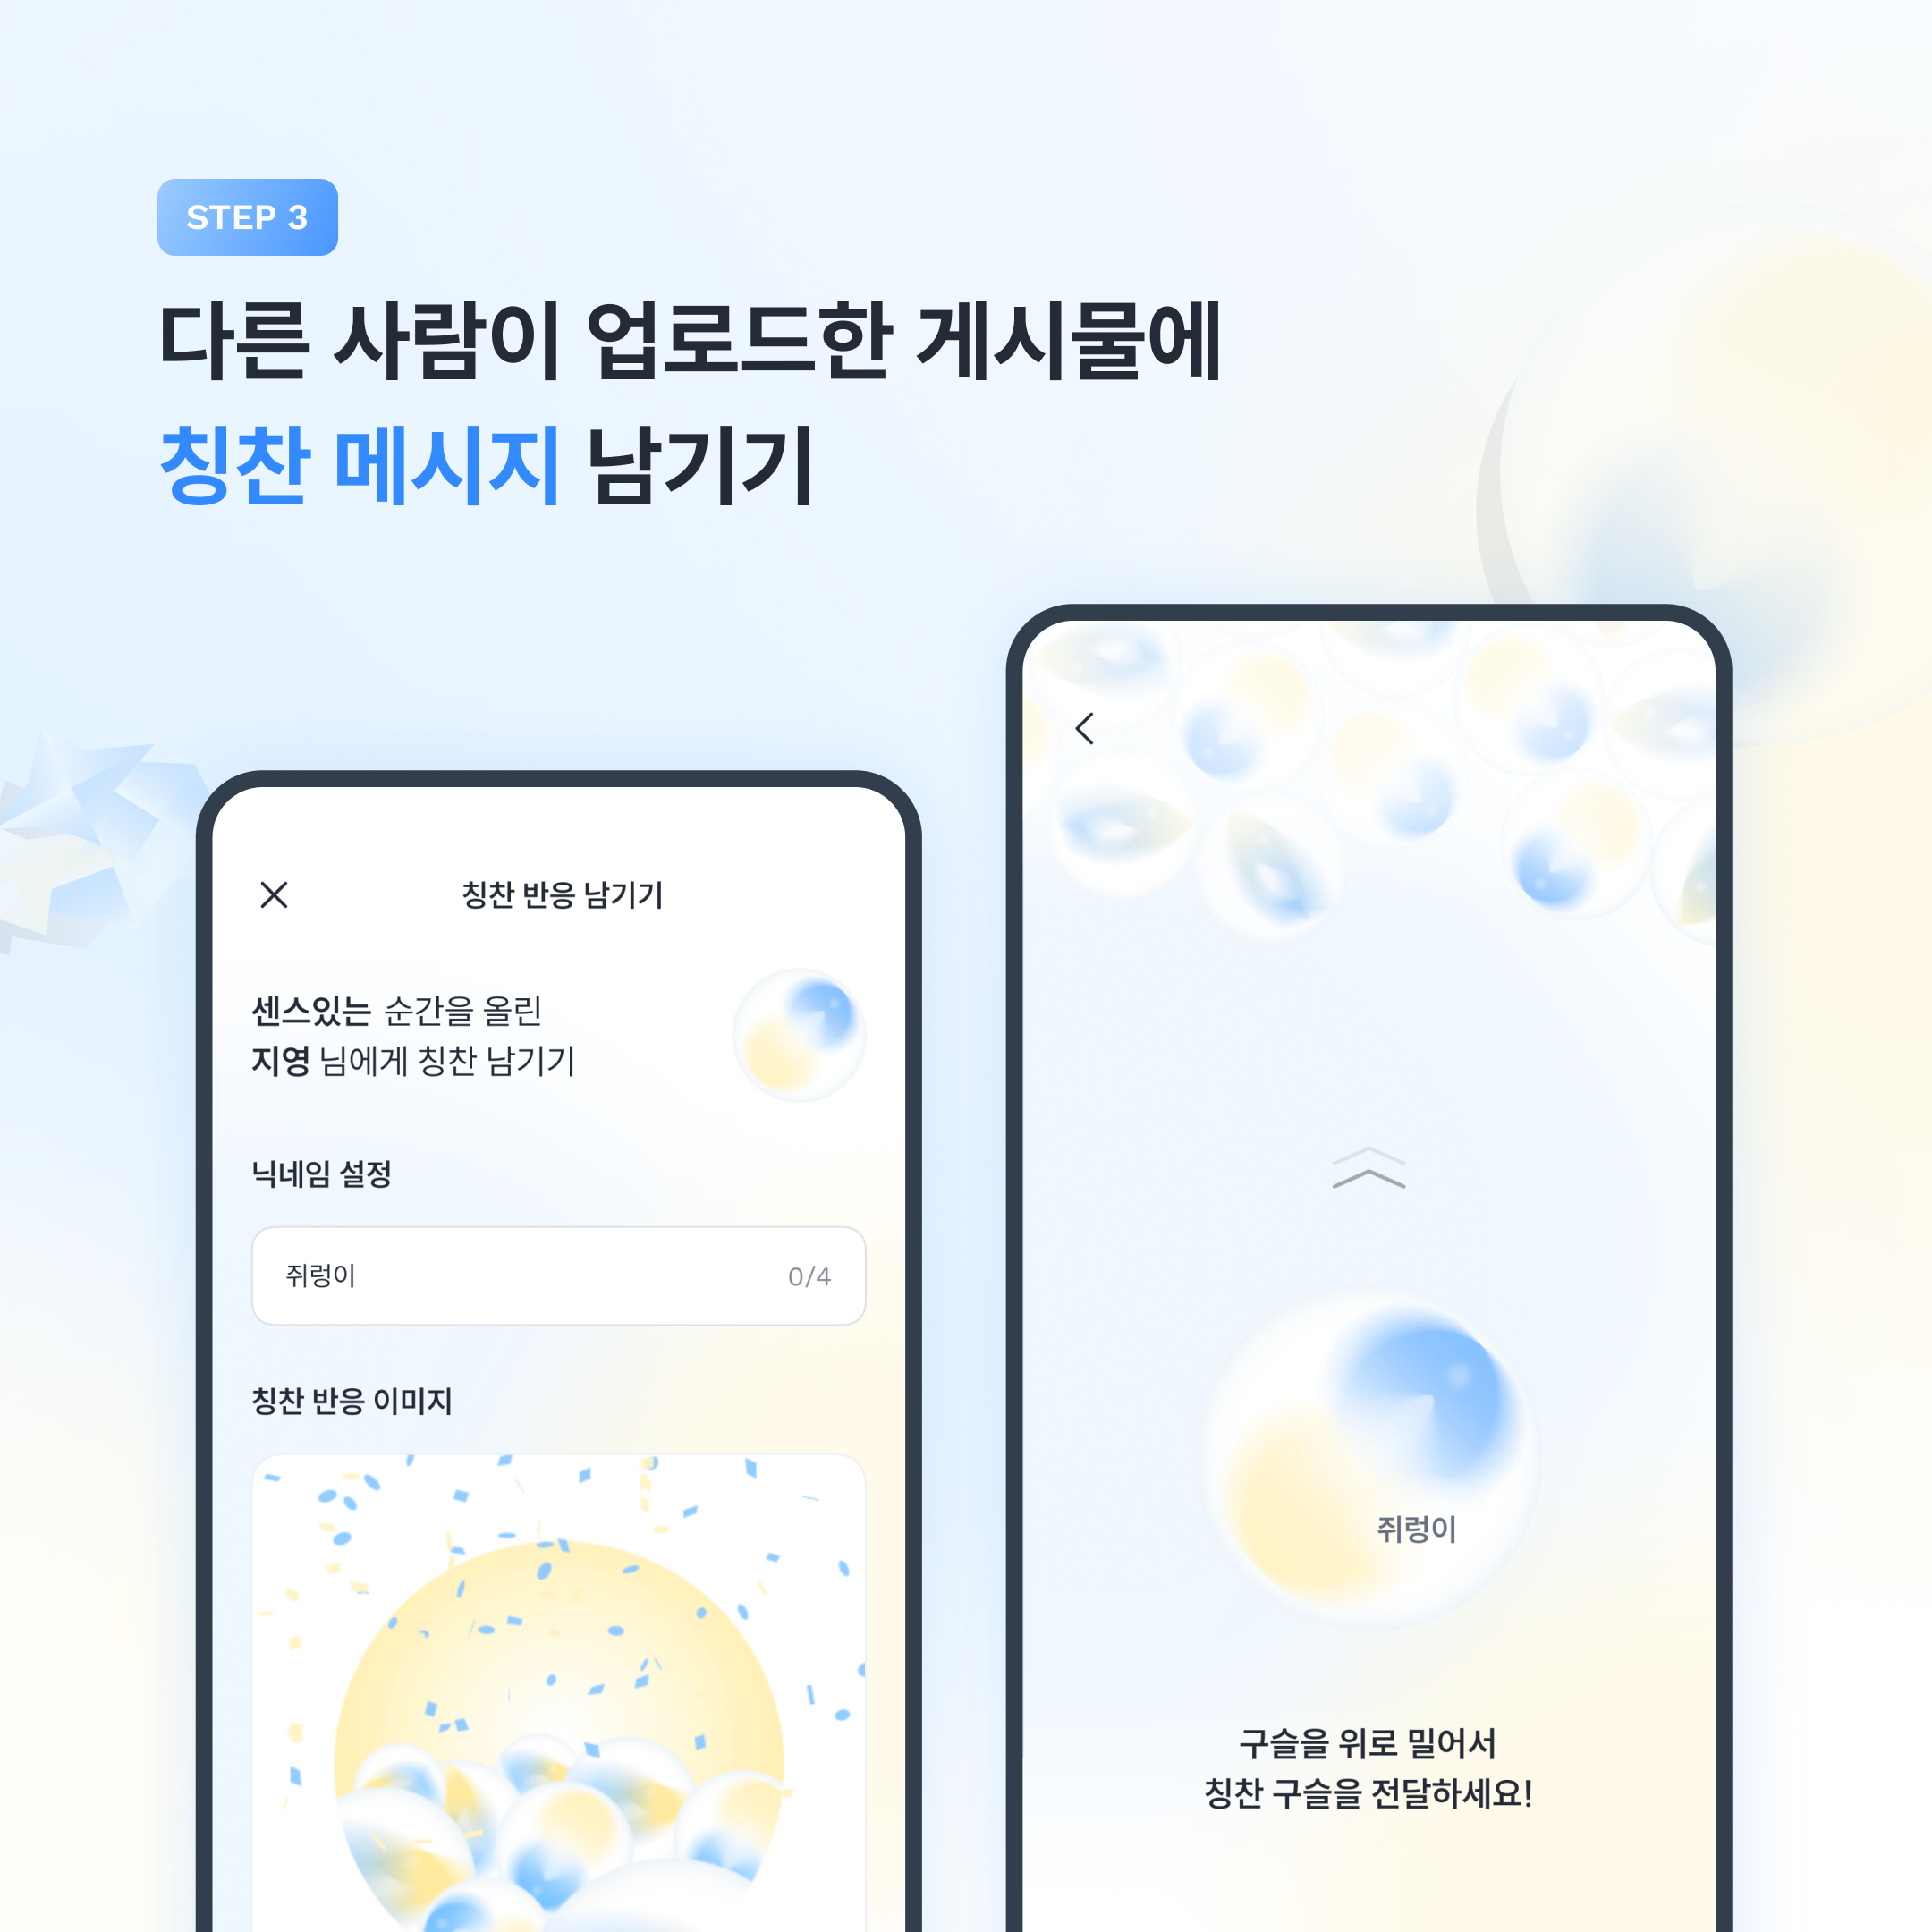 STEP 3
다른 사람이 업로드한 게시물에
칭찬 메시지 남기기
칭찬 반응 남기기
센스있는 순간을 올린
지영 님에게 칭찬 남기기
닉네임 설정
쥐렁이 0/4
칭찬 반응 이미지
쥐렁이
구슬을 위로 밀어서
칭찬 구슬을 전달하세요!